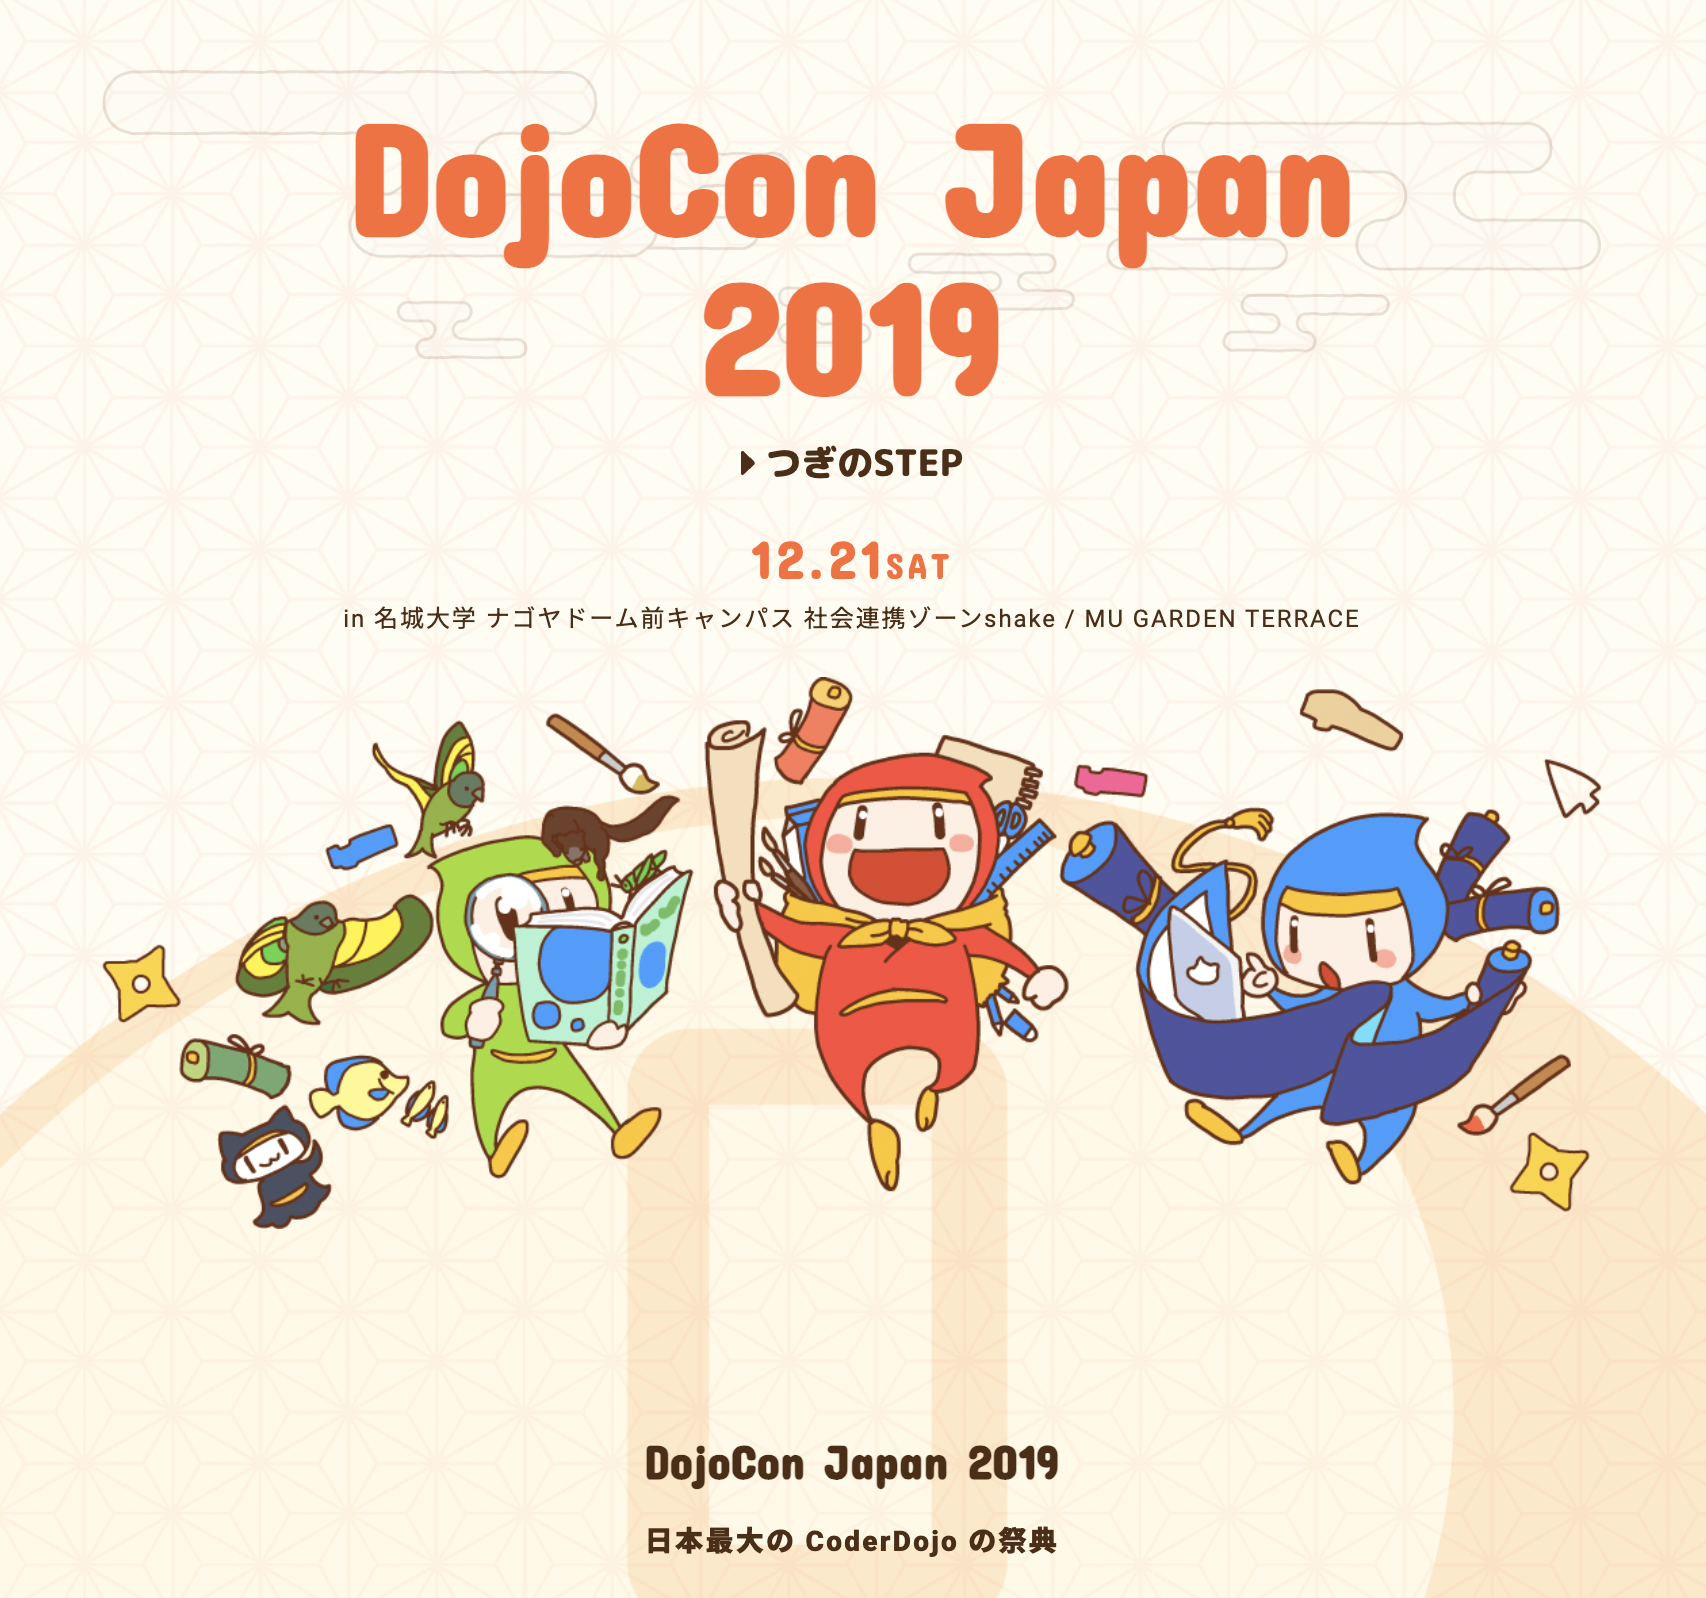 DojoCon Japan
2019
つぎのSTEP
12.21SAT
in 名城大学 ナゴヤドーム前キャンパス 社会連携ゾーンshake / MU GARDEN TERRACE
DojoCon Japan 2019
日本最大の CoderDojo の祭典